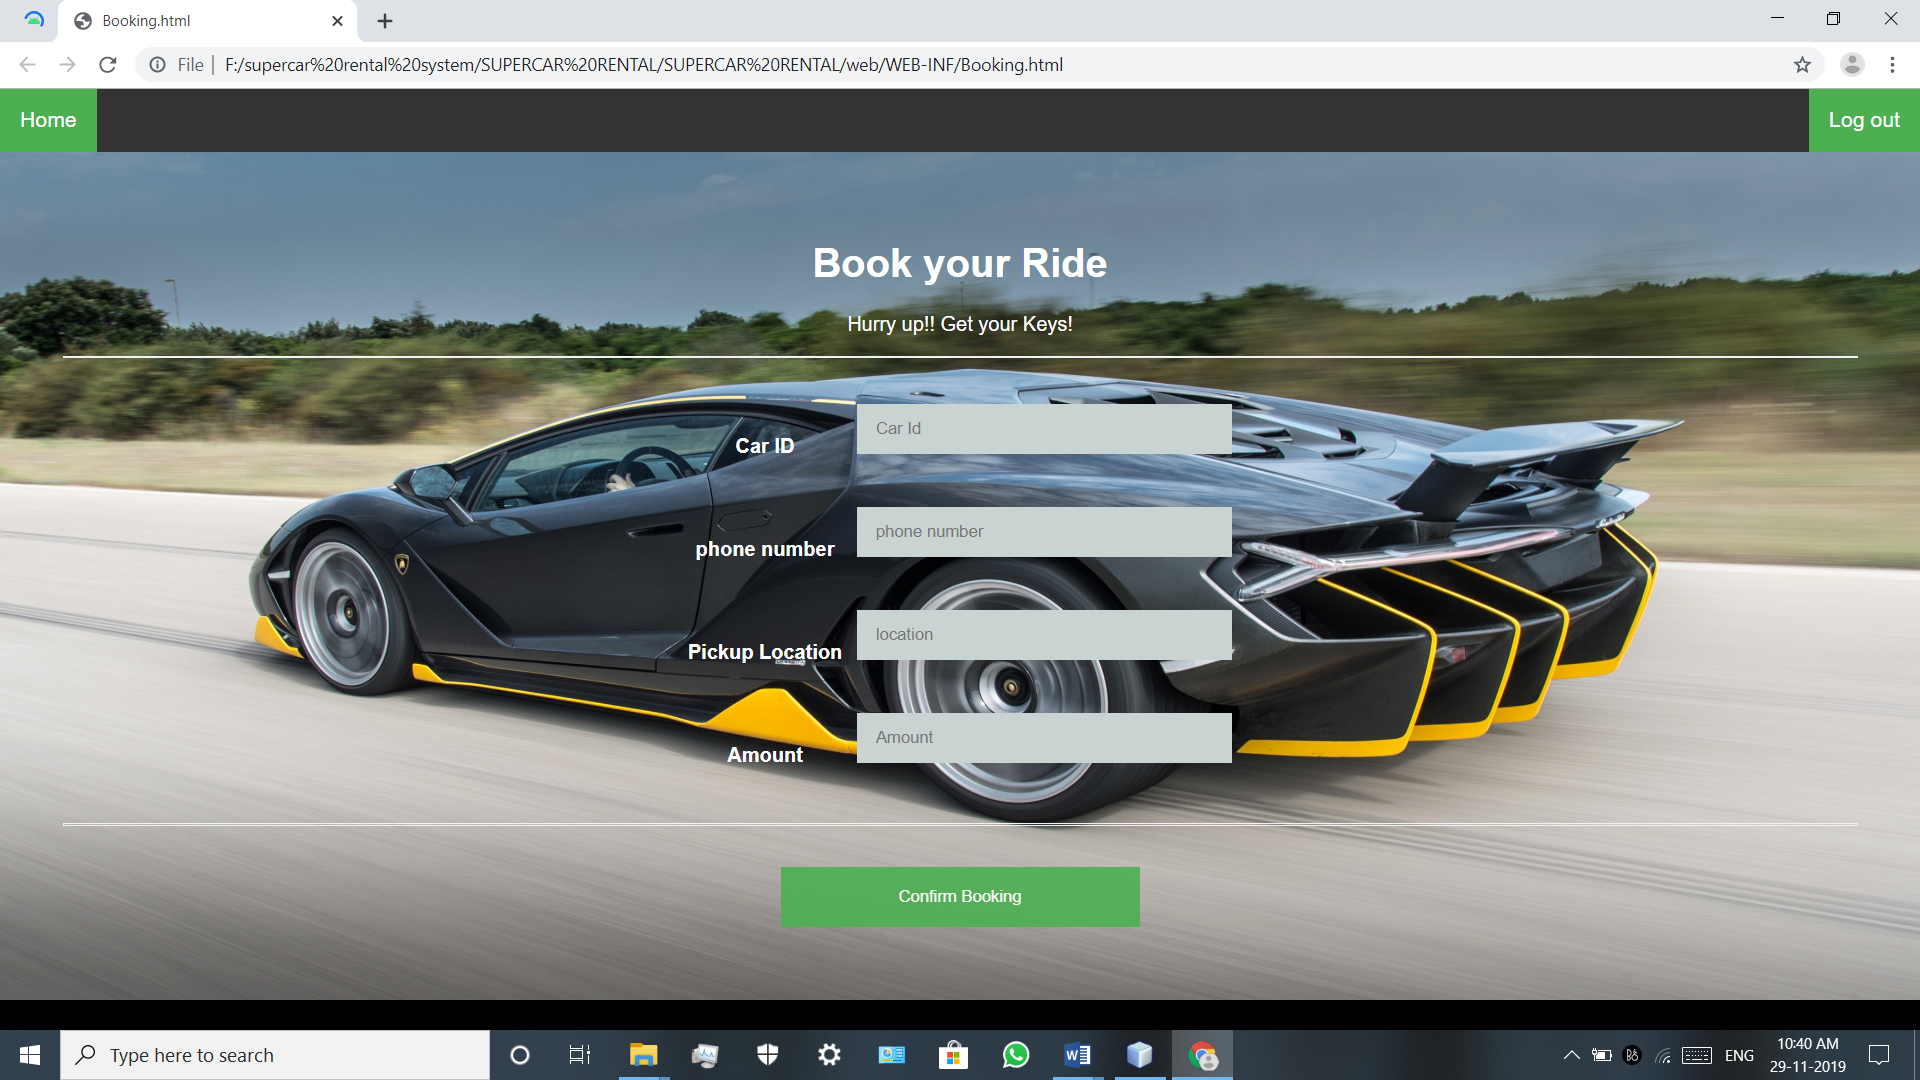 Booking.html
File
F:/supercar%20rental%20system/SUPERCAR%20RENTAL/SUPERCAR%20RENTAL/web/WEB-INF/Booking.html
Home
Log out
Book your Ride
Hurry up!! Get your Keys!
Car ID
Car Id
phone number
phone number
Pickup Location
location
Amount
Amount
Confirm Booking
Type here to search
ENG
10:40 AM
29-11-2019